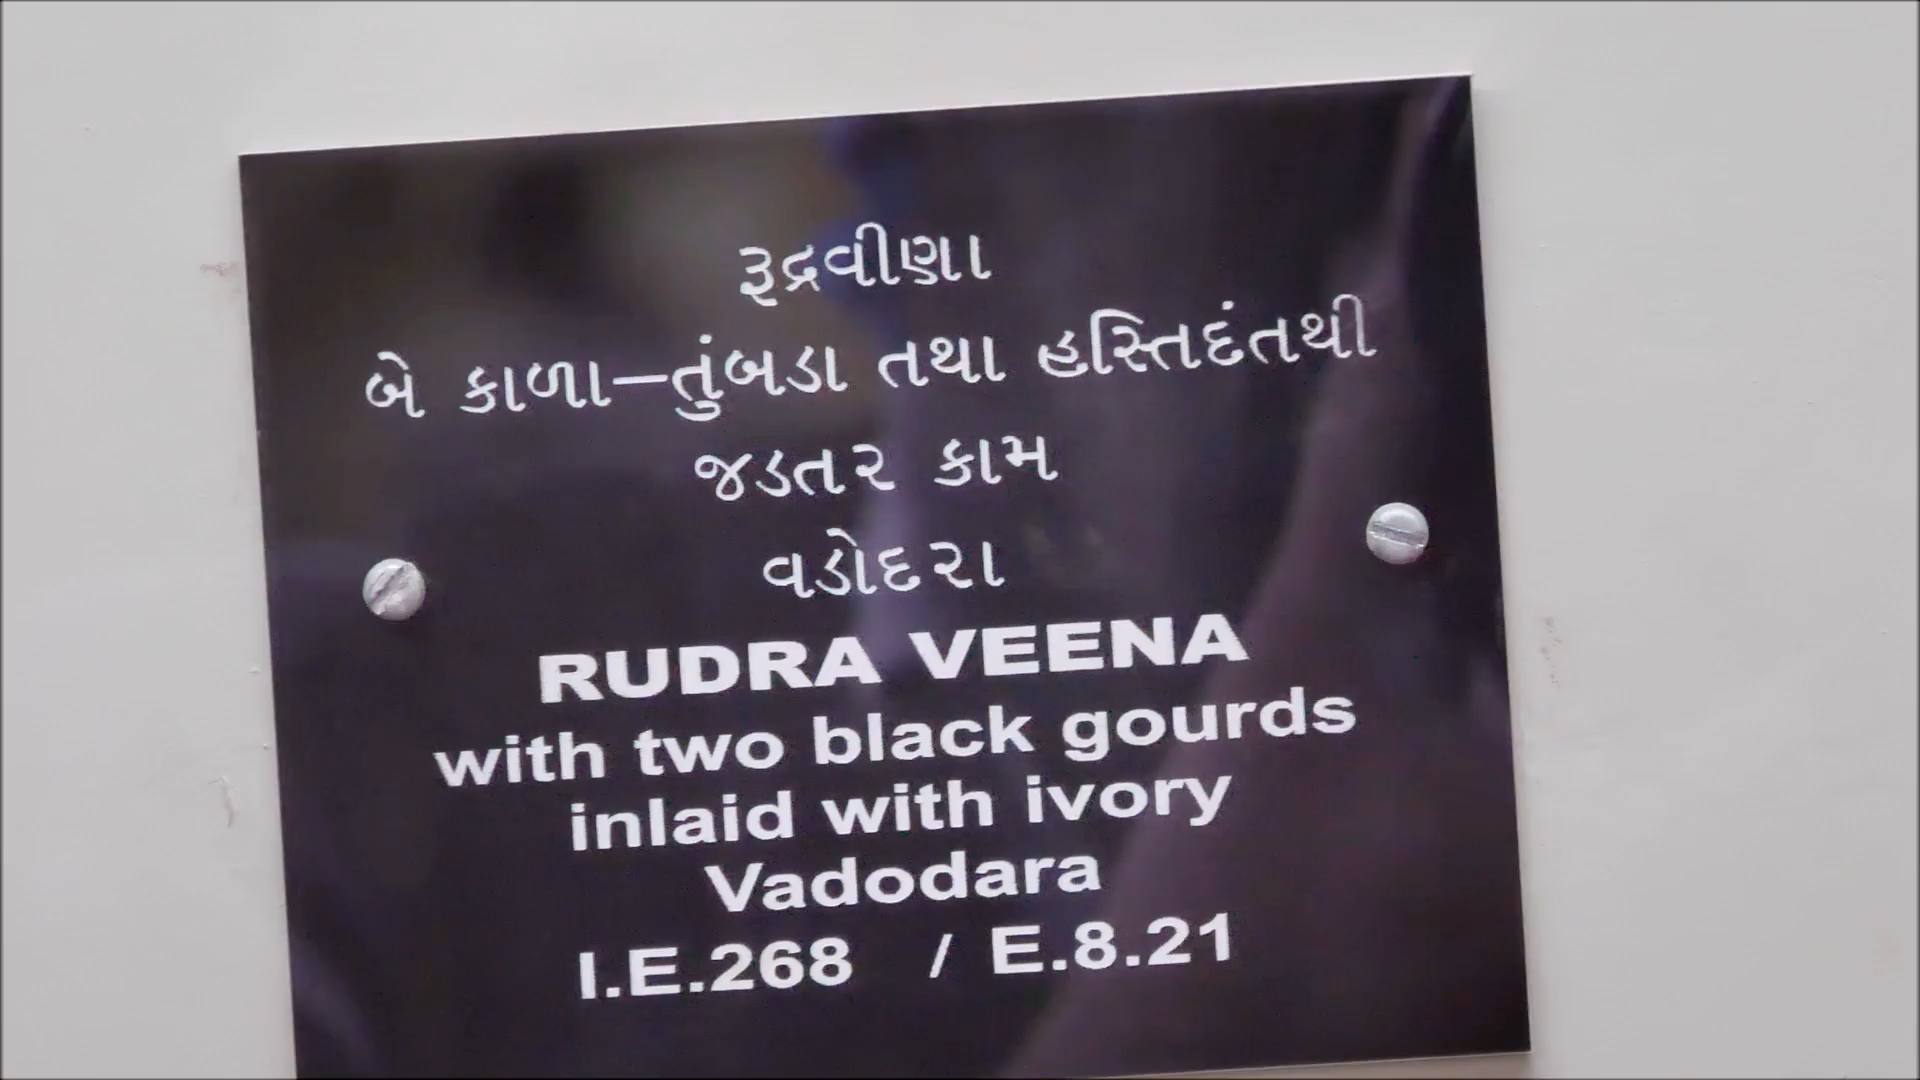 રૂદ્રવીણા
બે કાળા–તુંબડા તથા હસ્તિદંતથી
જડતર કામ
વડોદરા
RUDRA VEENA
with two black gourds
inlaid with ivory
Vadodara
I.E.268 / E.8.21